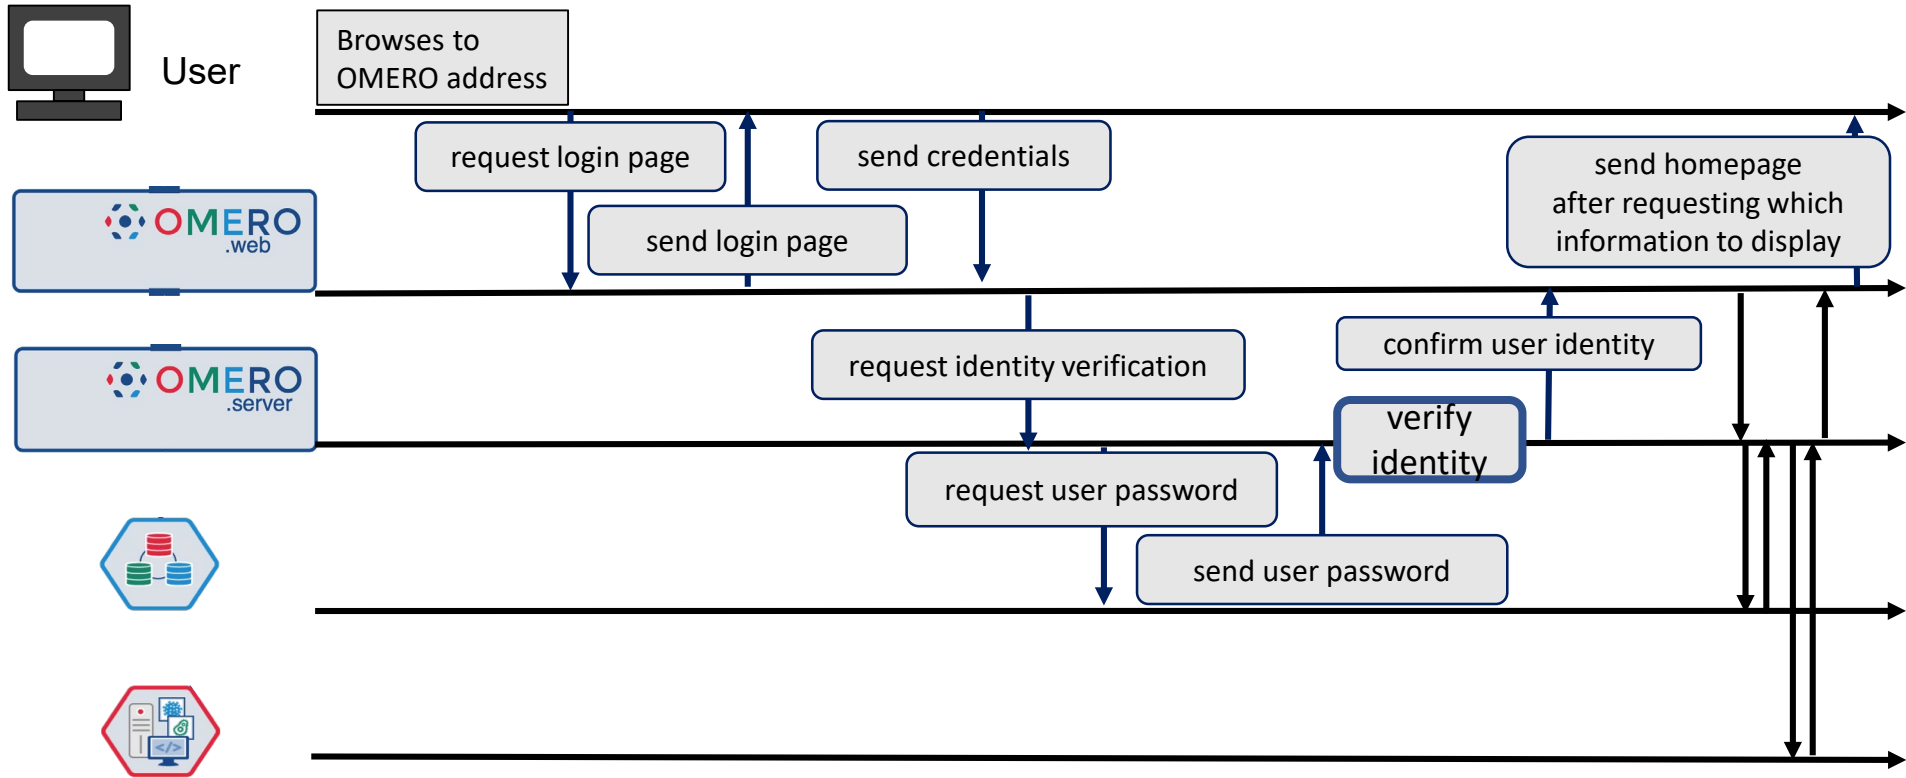 User
Browses to
OMERO address
request login page
send login page
send credentials
send homepage
after requesting which
information to display
OMERO
.web
request identity verification
confirm user identity
OMERO
.server
verify
identity
request user password
send user password
</>